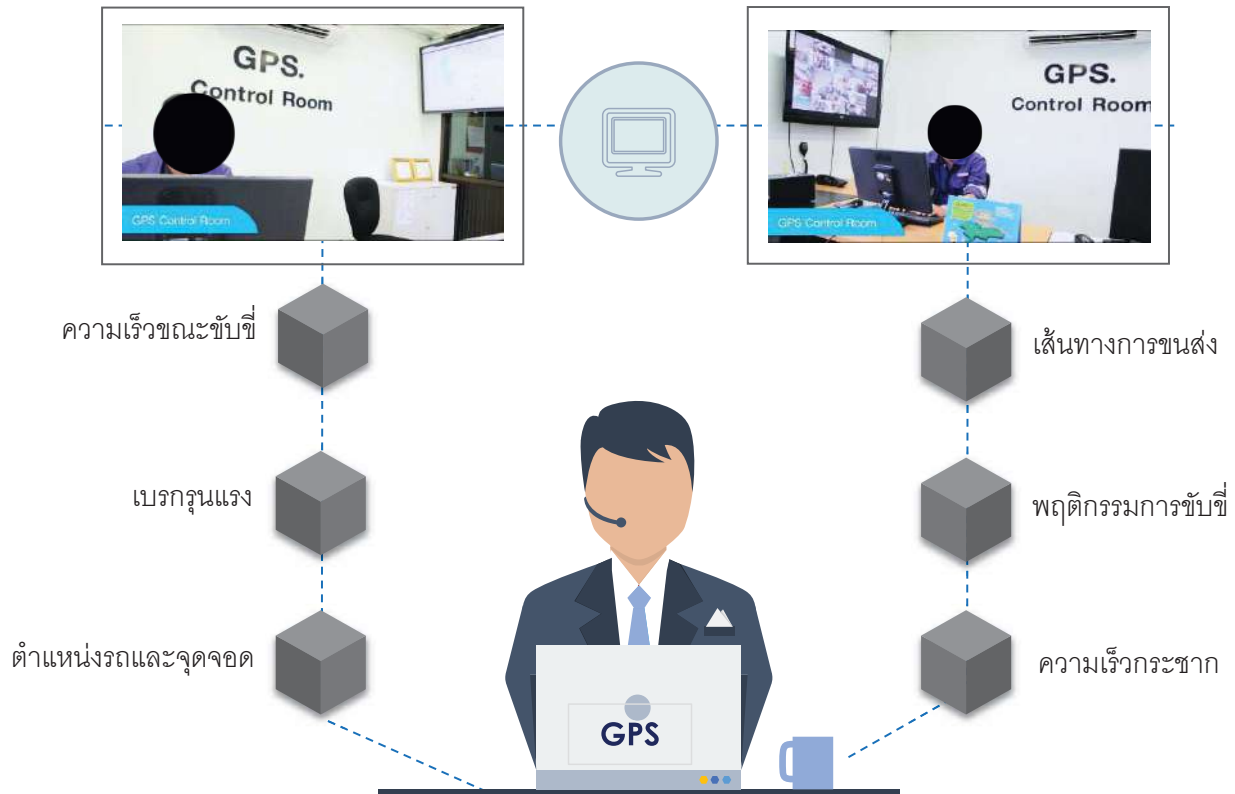 GPS.
Control Room
GPS Control Room
GPS.
Control Room
GPS Control Room
ความเร็วขณะขับขี่
เส้นทางการขนส่ง
เบรกรุนแรง
พฤติกรรมการขับขี่
ตำแหน่งรถและจุดจอด
ความเร็วกระชาก
GPS